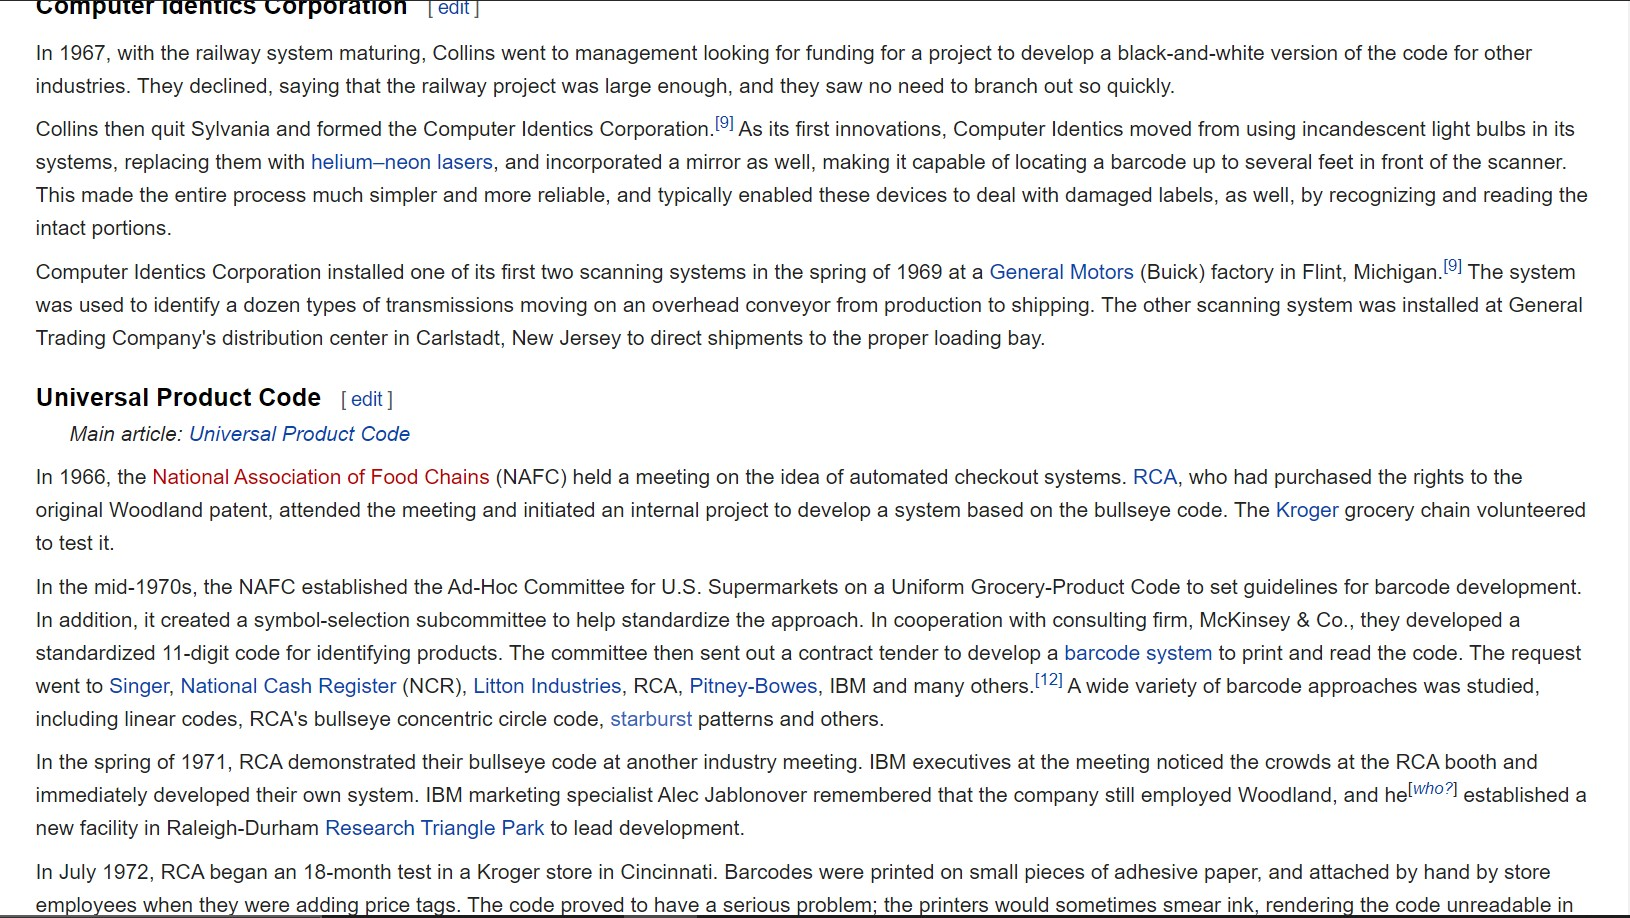 Computer Identics Corporation [ edit ]
In 1967, with the railway system maturing, Collins went to management looking for funding for a project to develop a black-and-white version of the code for other
industries. They declined, saying that the railway project was large enough, and they saw no need to branch out so quickly.
Collins then quit Sylvania and formed the Computer Identics Corporation.[9] As its first innovations, Computer Identics moved from using incandescent light bulbs in its
systems, replacing them with helium–neon lasers, and incorporated a mirror as well, making it capable of locating a barcode up to several feet in front of the scanner.
This made the entire process much simpler and more reliable, and typically enabled these devices to deal with damaged labels, as well, by recognizing and reading the
intact portions.
Computer Identics Corporation installed one of its first two scanning systems in the spring of 1969 at a General Motors (Buick) factory in Flint, Michigan.[9] The system
was used to identify a dozen types of transmissions moving on an overhead conveyor from production to shipping. The other scanning system was installed at General
Trading Company's distribution center in Carlstadt, New Jersey to direct shipments to the proper loading bay.
Universal Product Code [ edit ]
Main article: Universal Product Code
In 1966, the National Association of Food Chains (NAFC) held a meeting on the idea of automated checkout systems. RCA, who had purchased the rights to the
original Woodland patent, attended the meeting and initiated an internal project to develop a system based on the bullseye code. The Kroger grocery chain volunteered
to test it.
In the mid-1970s, the NAFC established the Ad-Hoc Committee for U.S. Supermarkets on a Uniform Grocery-Product Code to set guidelines for barcode development.
In addition, it created a symbol-selection subcommittee to help standardize the approach. In cooperation with consulting firm, McKinsey & Co., they developed a
standardized 11-digit code for identifying products. The committee then sent out a contract tender to develop a barcode system to print and read the code. The request
went to Singer, National Cash Register (NCR), Litton Industries, RCA, Pitney-Bowes, IBM and many others.[12] A wide variety of barcode approaches was studied,
including linear codes, RCA's bullseye concentric circle code, starburst patterns and others.
In the spring of 1971, RCA demonstrated their bullseye code at another industry meeting. IBM executives at the meeting noticed the crowds at the RCA booth and
immediately developed their own system. IBM marketing specialist Alec Jablonover remembered that the company still employed Woodland, and he[who?] established a
new facility in Raleigh-Durham Research Triangle Park to lead development.
In July 1972, RCA began an 18-month test in a Kroger store in Cincinnati. Barcodes were printed on small pieces of adhesive paper, and attached by hand by store
employees when they were adding price tags. The code proved to have a serious problem; the printers would sometimes smear ink, rendering the code unreadable in